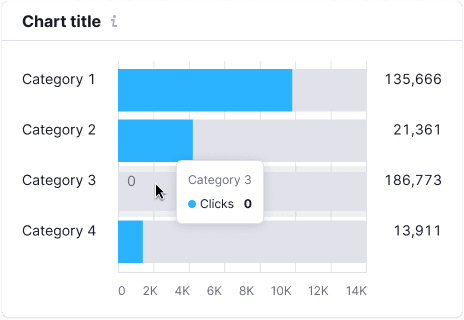 Chart title i
Category 1 135,666
Category 2 21,361
Category 3 0 186,773
Category 3
Clicks 0
Category 4 13,911
0 2K 4K 6K 8K 10K 12K 14K